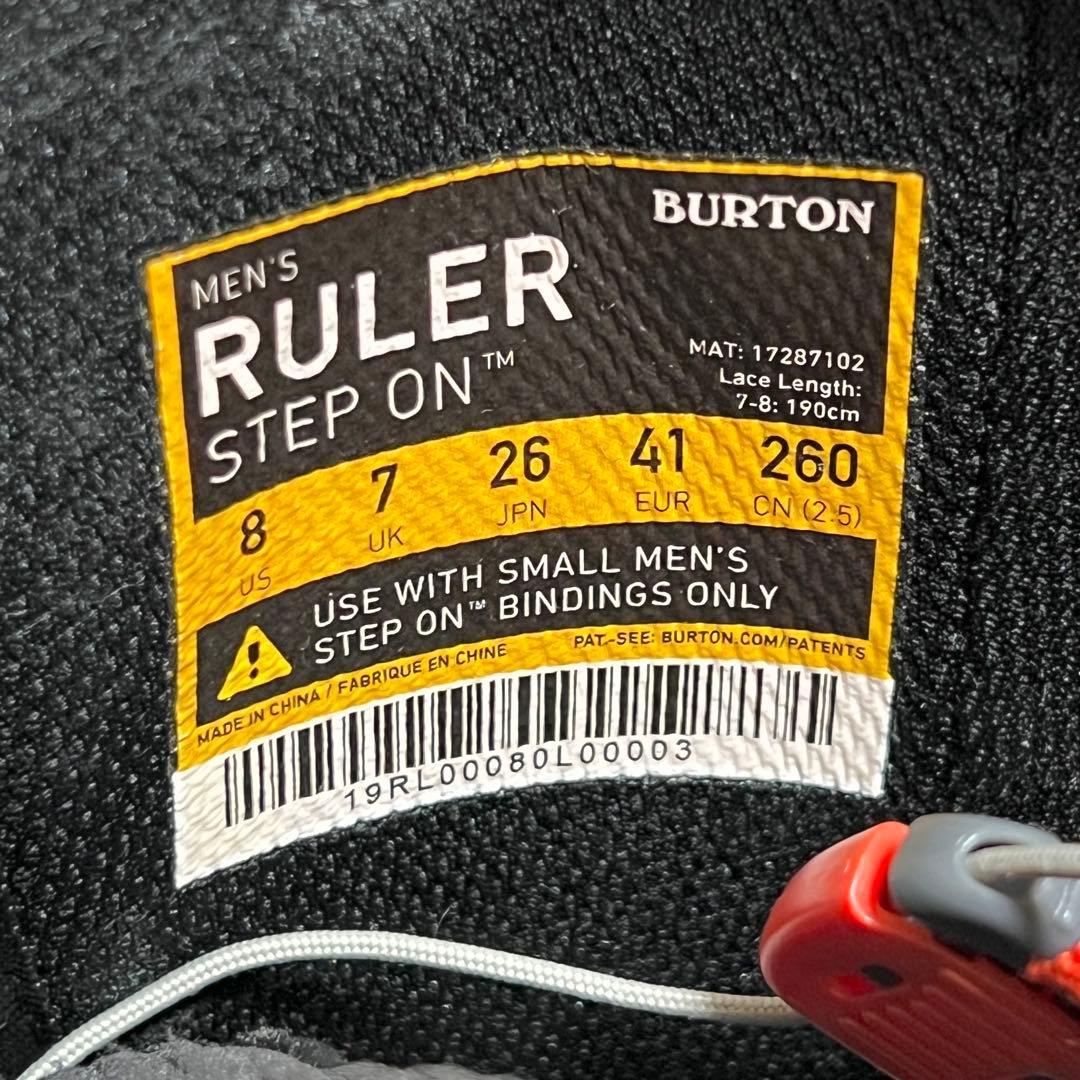 BURTON
MEN'S
RULER
STEP ON™
MAT: 17287102
Lace Length:
7-8: 190cm
8 7 26 41 260
US UK JPN EUR CN (2.5)
USE WITH SMALL MEN'S
STEP ON™ BINDINGS ONLY
MADE IN CHINA / FABRIQUE EN CHINE PAT.-SEE: BURTON.COM/PATENTS
19RL00080L00003